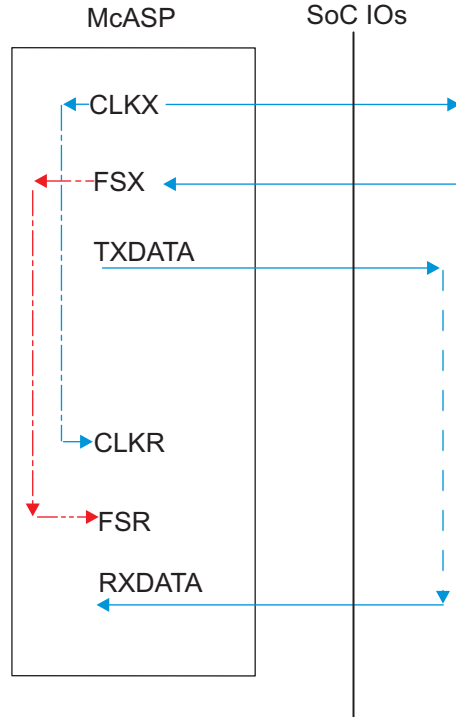 McASP
SoC IOs
CLKX
FSX
TXDATA
CLKR
FSR
RXDATA